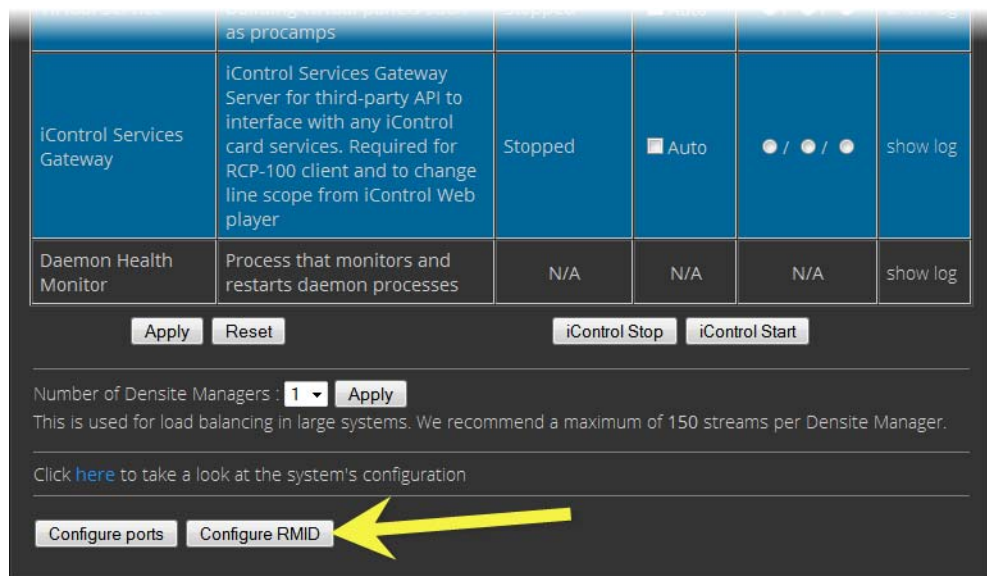 as procamps
iControl Services Gateway
Server for third-party API to
interface with any iControl
iControl Services
Gateway
card services. Required for
Stopped
Auto
/ /
show log
RCP-100 client and to change
line scope from iControl Web
player
Daemon Health
Monitor
Process that monitors and
restarts daemon processes
N/A
N/A
N/A
show log
Apply
Reset
iControl Stop
iControl Start
Number of Densite Managers : 1 Apply
This is used for load balancing in large systems. We recommend a maximum of 150 streams per Densite Manager.
Click here to take a look at the system's configuration
Configure ports
Configure RMID